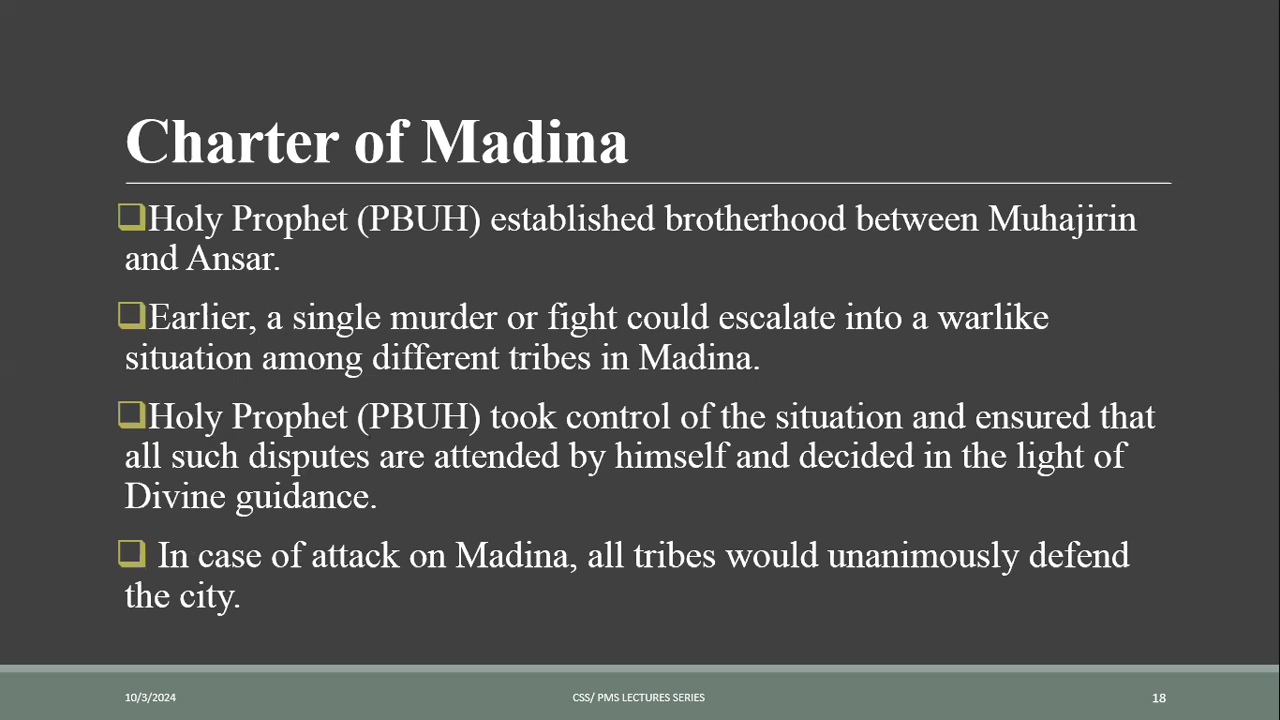 Charter of Madina
❑Holy Prophet (PBUH) established brotherhood between Muhajirin
and Ansar.
❑Earlier, a single murder or fight could escalate into a warlike
situation among different tribes in Madina.
❑Holy Prophet (PBUH) took control of the situation and ensured that
all such disputes are attended by himself and decided in the light of
Divine guidance.
❑ In case of attack on Madina, all tribes would unanimously defend
the city.
10/3/2024
CSS/ PMS LECTURES SERIES
18